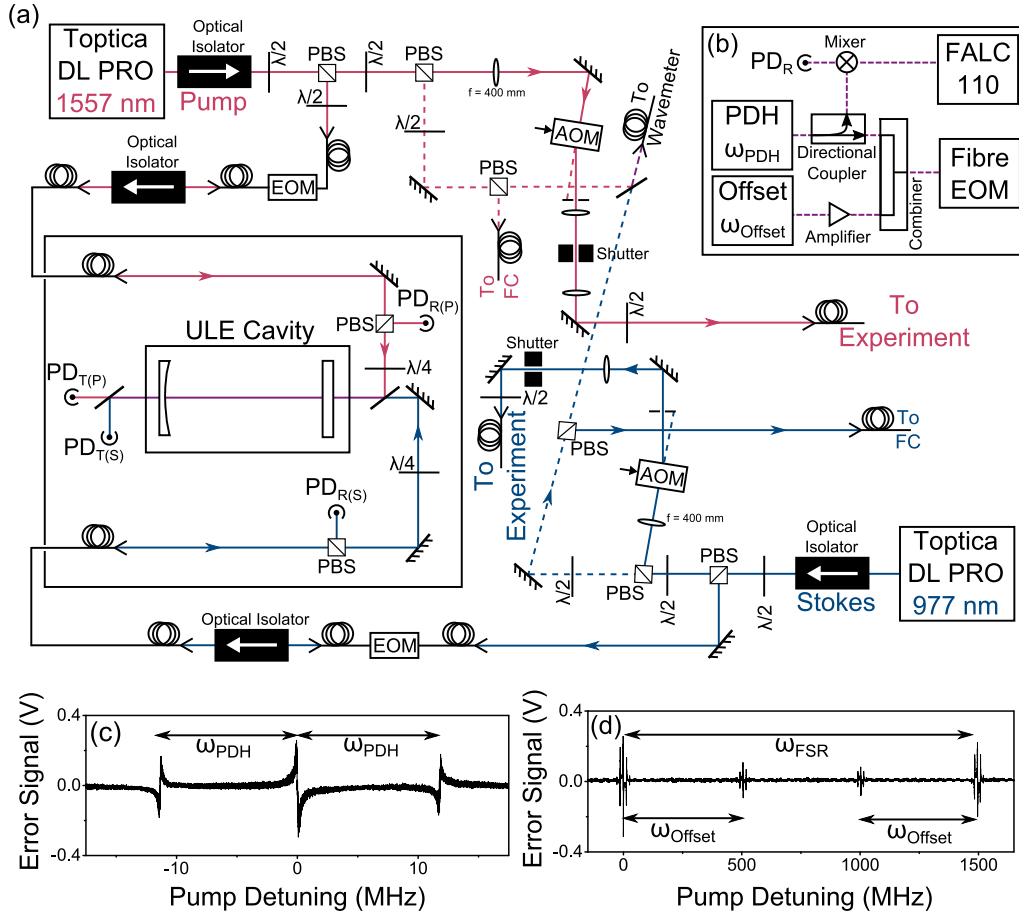 (a)
Toptica
DL PRO
1557 nm
Optical
Isolator
Pump
λ/2
PBS
λ/2
PBS
λ/2
λ/2
f = 400 mm
AOM
To
Wavemeter
Optical
Isolator
EOM
PBS
To
FC
Shutter
λ/2
To
Experiment
(b)
Mixer
PD_R
FALC
110
PDH
ω_PDH
Directional
Coupler
Offset
ω_Offset
Amplifier
Combiner
Fibre
EOM
PD_R(P)
PBS
λ/4
ULE Cavity
PD_T(P)
PD_T(S)
λ/4
PD_R(S)
PBS
Shutter
λ/2
To
Experiment
PBS
To
FC
AOM
f = 400 mm
λ/2
PBS
λ/2
PBS
λ/2
Optical
Isolator
Stokes
Toptica
DL PRO
977 nm
Optical Isolator
EOM
(c)
Error Signal (V)
0.4
0.0
-0.4
ω_PDH
ω_PDH
-10
0
10
Pump Detuning (MHz)
(d)
Error Signal (V)
0.4
0.0
-0.4
ω_FSR
ω_Offset
ω_Offset
0
500
1000
1500
Pump Detuning (MHz)